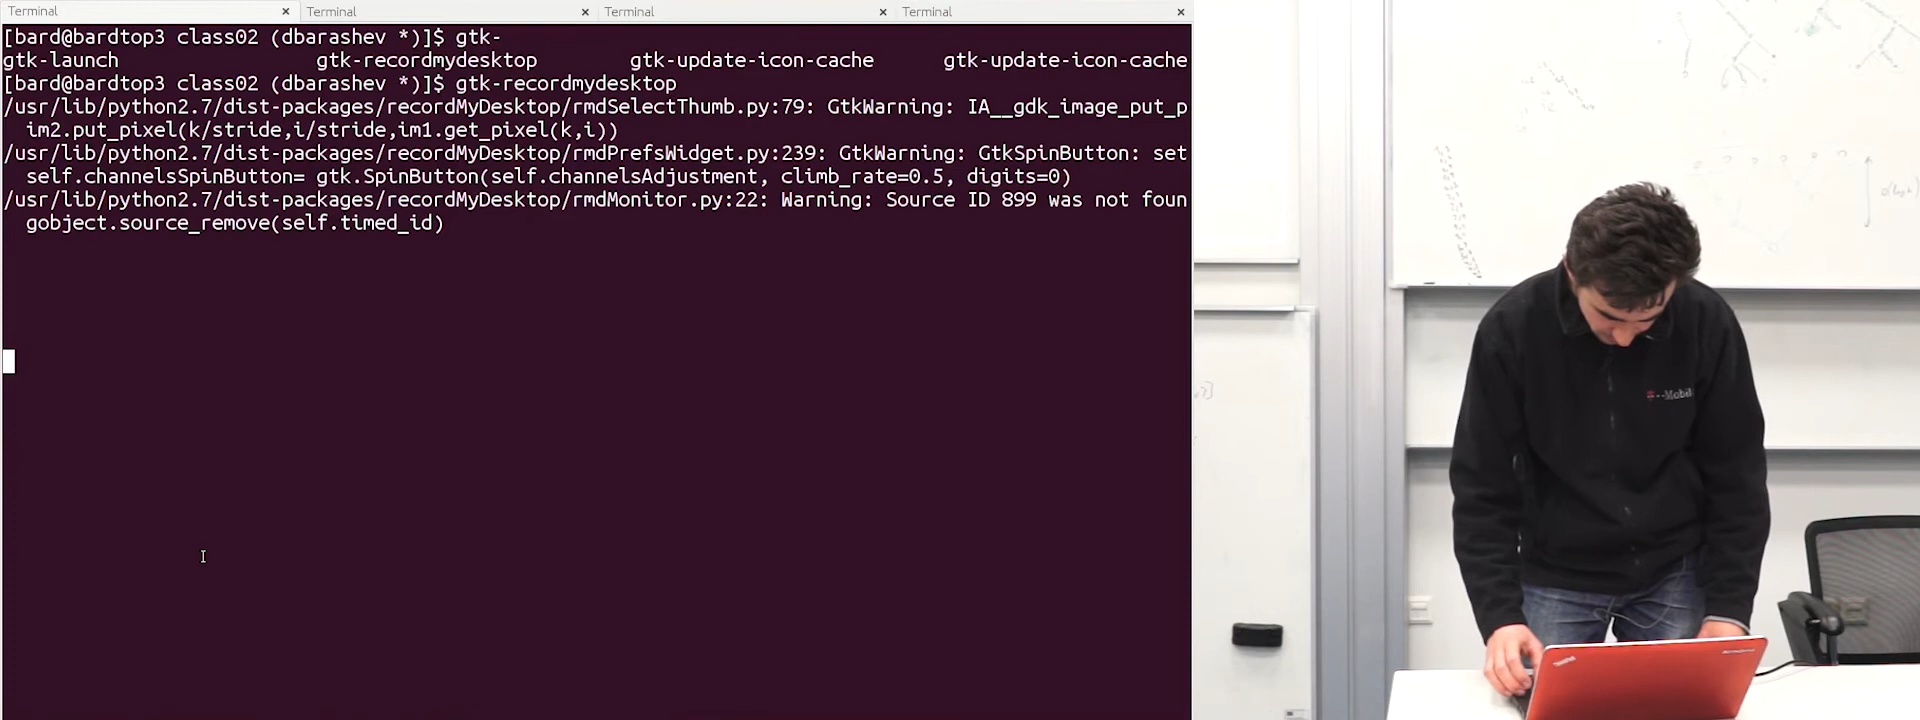 Terminal × Terminal × Terminal × Terminal ×
[bard@bardtop3 class02 (dbarashev *)]$ gtk-
gtk-launch gtk-recordmydesktop gtk-update-icon-cache gtk-update-icon-cache
[bard@bardtop3 class02 (dbarashev *)]$ gtk-recordmydesktop
/usr/lib/python2.7/dist-packages/recordMyDesktop/rmdSelectThumb.py:79: GtkWarning: IA__gdk_image_put_p
im2.put_pixel(k/stride,i/stride,im1.get_pixel(k,i))
/usr/lib/python2.7/dist-packages/recordMyDesktop/rmdPrefsWidget.py:239: GtkWarning: GtkSpinButton: set
self.channelsSpinButton= gtk.SpinButton(self.channelsAdjustment, climb_rate=0.5, digits=0)
/usr/lib/python2.7/dist-packages/recordMyDesktop/rmdMonitor.py:22: Warning: Source ID 899 was not foun
gobject.source_remove(self.timed_id)
T··Mobil